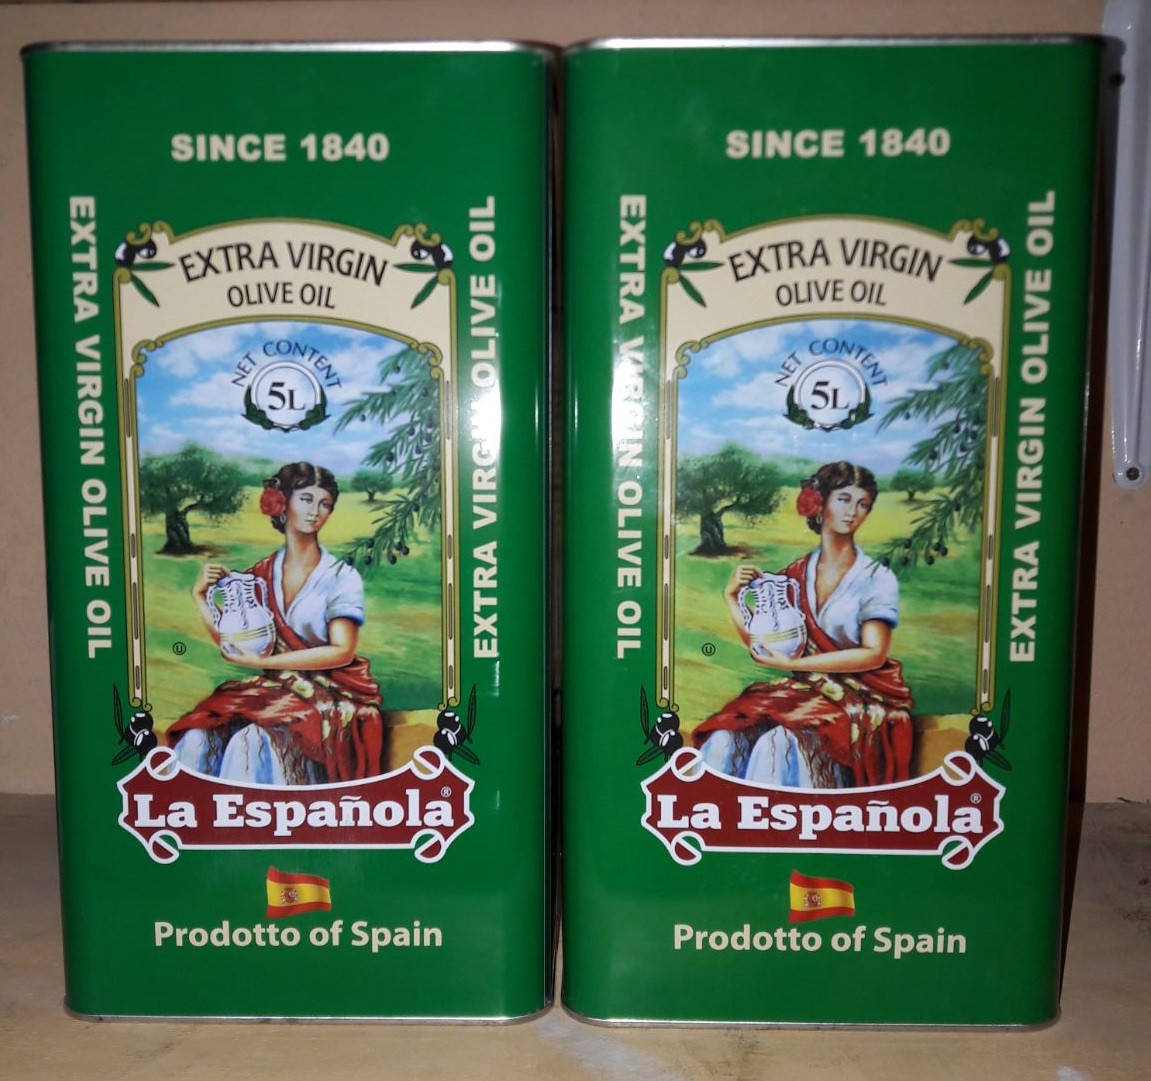 SINCE 1840
EXTRA VIRGIN OLIVE OIL
EXTRA VIRGIN
OLIVE OIL
EXTRA VIRGIN OLIVE OIL
NET CONTENT
5L
U
La Española®
Prodotto of Spain
SINCE 1840
EXTRA VIRGIN OLIVE OIL
EXTRA VIRGIN
OLIVE OIL
EXTRA VIRGIN OLIVE OIL
NET CONTENT
5L
U
La Española®
Prodotto of Spain